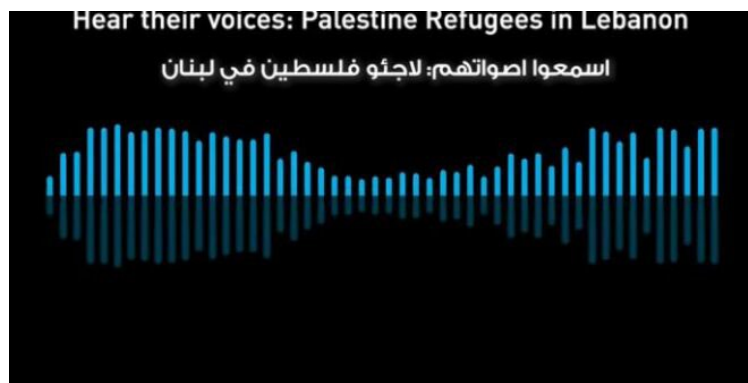 Hear their voices: Palestine Refugees in Lebanon
اسمعوا اصواتهم: لاجئو فلسطين في لبنان